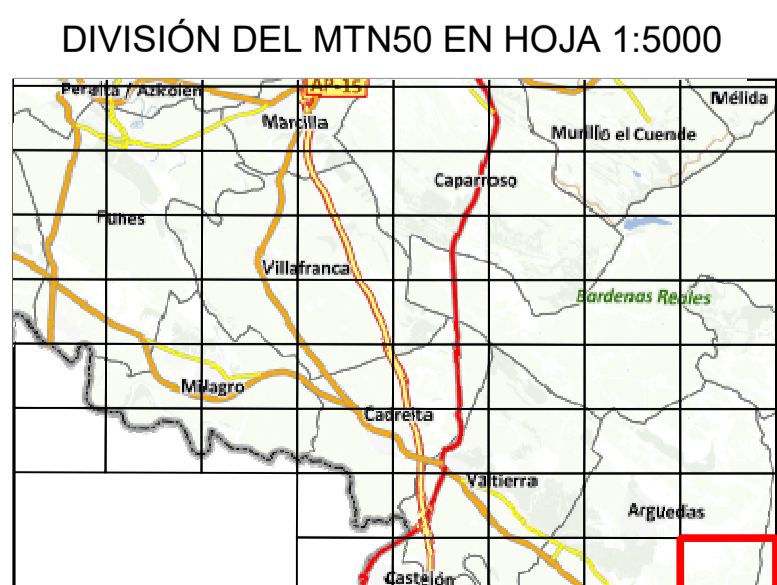 DIVISIÓN DEL MTN50 EN HOJA 1:5000
AP-15
Peralta / Azkoien
Mélida
Marcilla
Murillo el Cuende
Caparroso
Funes
Villafranca
Bardenas Reales
Milagro
Cadreita
Valtierra
Arguedas
Castejón